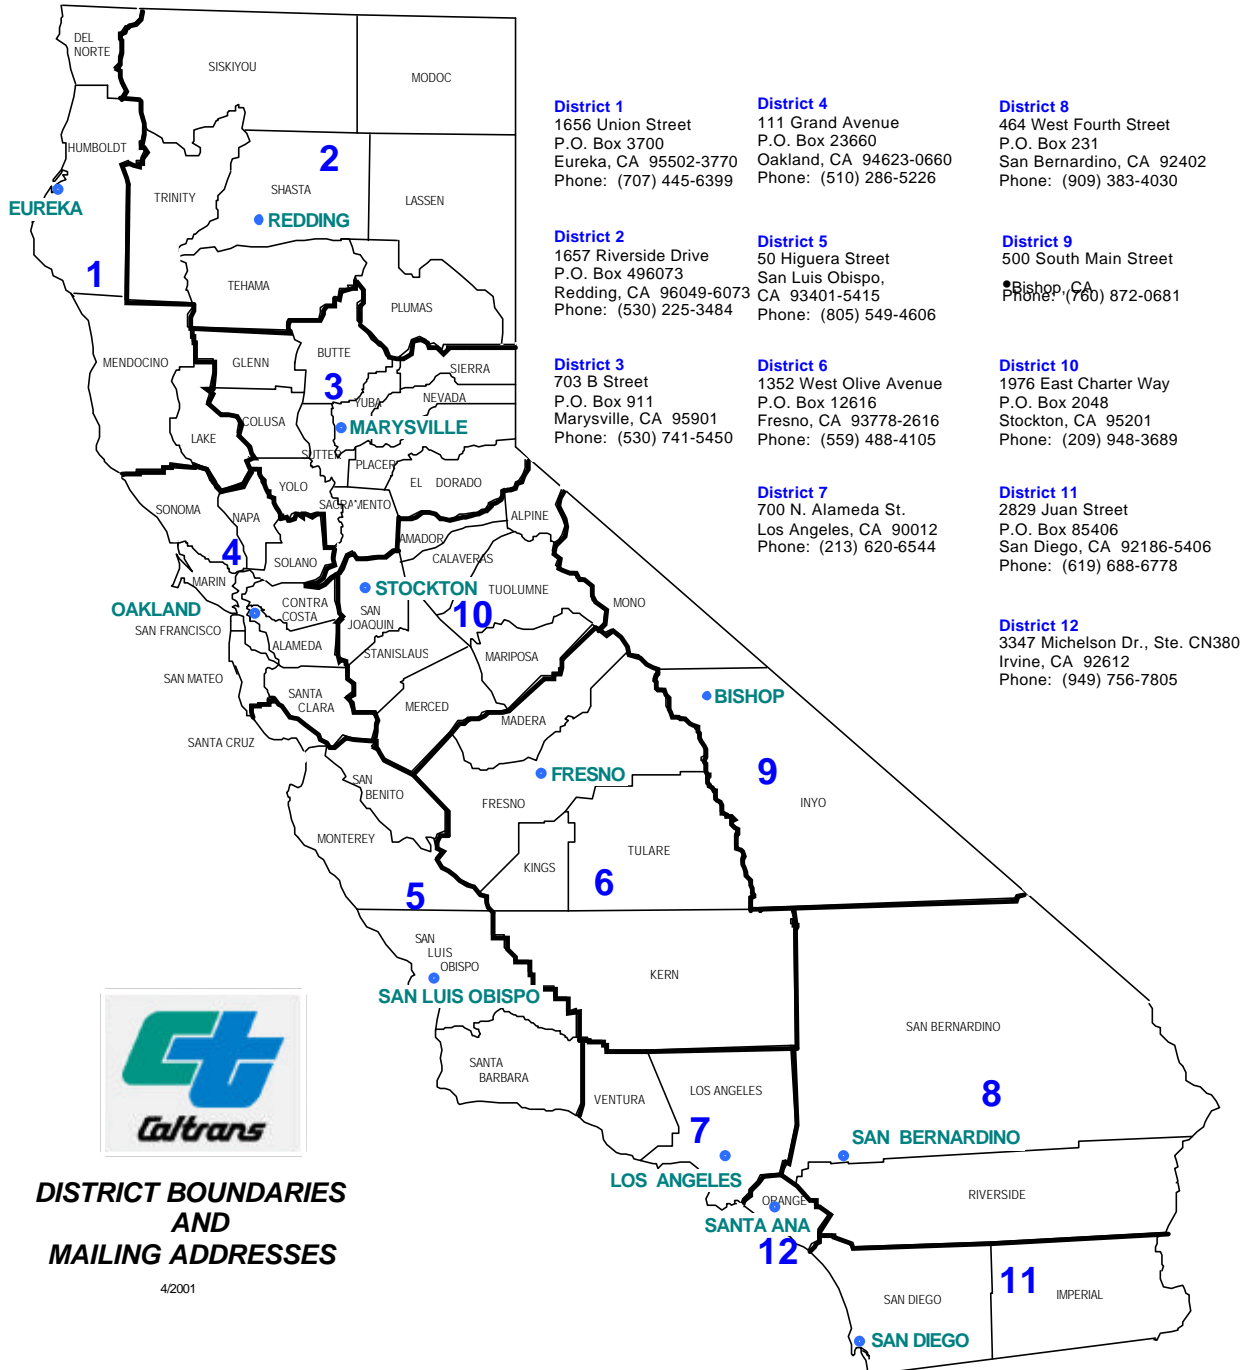 DEL
NORTE
SISKIYOU
MODOC
HUMBOLDT
TRINITY
2
SHASTA
LASSEN
EUREKA
REDDING
1
TEHAMA
PLUMAS
MENDOCINO
GLENN
BUTTE
SIERRA
3
YUBA
NEVADA
COLUSA
LAKE
MARYSVILLE
SUTTER
PLACER
YOLO
EL DORADO
SONOMA
NAPA
SACRAMENTO
ALPINE
4
SOLANO
AMADOR
CALAVERAS
MARIN
STOCKTON
TUOLUMNE
OAKLAND
CONTRA
COSTA
SAN
JOAQUIN
10
MONO
SAN FRANCISCO
ALAMEDA
STANISLAUS
MARIPOSA
SAN MATEO
SANTA
CLARA
MERCED
BISHOP
MADERA
SANTA CRUZ
SAN
BENITO
FRESNO
9
FRESNO
INYO
MONTEREY
TULARE
KINGS
5
6
SAN
LUIS
OBISPO
KERN
SAN LUIS OBISPO
SAN BERNARDINO
SANTA
BARBARA
VENTURA
LOS ANGELES
8
7
SAN BERNARDINO
LOS ANGELES
RIVERSIDE
ORANGE
SANTA ANA
12
11
SAN DIEGO
IMPERIAL
SAN DIEGO
District 1
1656 Union Street
P.O. Box 3700
Eureka, CA 95502-3770
Phone: (707) 445-6399
District 2
1657 Riverside Drive
P.O. Box 496073
Redding, CA 96049-6073
Phone: (530) 225-3484
District 3
703 B Street
P.O. Box 911
Marysville, CA 95901
Phone: (530) 741-5450
District 4
111 Grand Avenue
P.O. Box 23660
Oakland, CA 94623-0660
Phone: (510) 286-5226
District 5
50 Higuera Street
San Luis Obispo,
CA 93401-5415
Phone: (805) 549-4606
District 6
1352 West Olive Avenue
P.O. Box 12616
Fresno, CA 93778-2616
Phone: (559) 488-4105
District 7
700 N. Alameda St.
Los Angeles, CA 90012
Phone: (213) 620-6544
District 8
464 West Fourth Street
P.O. Box 231
San Bernardino, CA 92402
Phone: (909) 383-4030
District 9
500 South Main Street
•Bishop, CA
Phone: (760) 872-0681
District 10
1976 East Charter Way
P.O. Box 2048
Stockton, CA 95201
Phone: (209) 948-3689
District 11
2829 Juan Street
P.O. Box 85406
San Diego, CA 92186-5406
Phone: (619) 688-6778
District 12
3347 Michelson Dr., Ste. CN380
Irvine, CA 92612
Phone: (949) 756-7805
Ct
Caltrans
DISTRICT BOUNDARIES
AND
MAILING ADDRESSES
4/2001